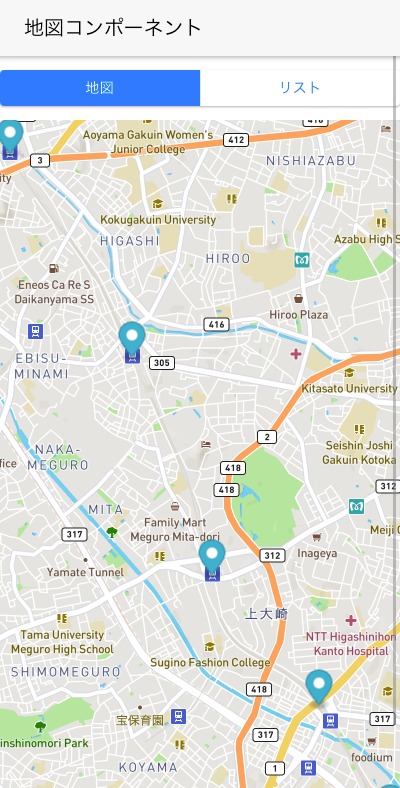 地図コンポーネント
地図
リスト
Aoyama Gakuin Women's
Junior College
412
3
NISHIAZABU
Kokugakuin University
HIGASHI
Azabu High S
HIROO
Eneos Ca Re S
Daikanyama SS
Hiroo Plaza
416
EBISU-
MINAMI
305
Kitasato University
2
Seishin Joshi
Gakuin Kotoka
NAKA-
MEGURO
ffice
418
418
312
MITA
Family Mart
Meguro Mita-dori
317
Meiji G
Inageya
312
Yamate Tunnel
上大崎
Tama University
Meguro High School
NTT Higashinihon
Kanto Hospital
Sugino Fashion College
SHIMOMEGURO
418
宝保育園
317
317
inshinomori Park
foodium
KOYAMA
1